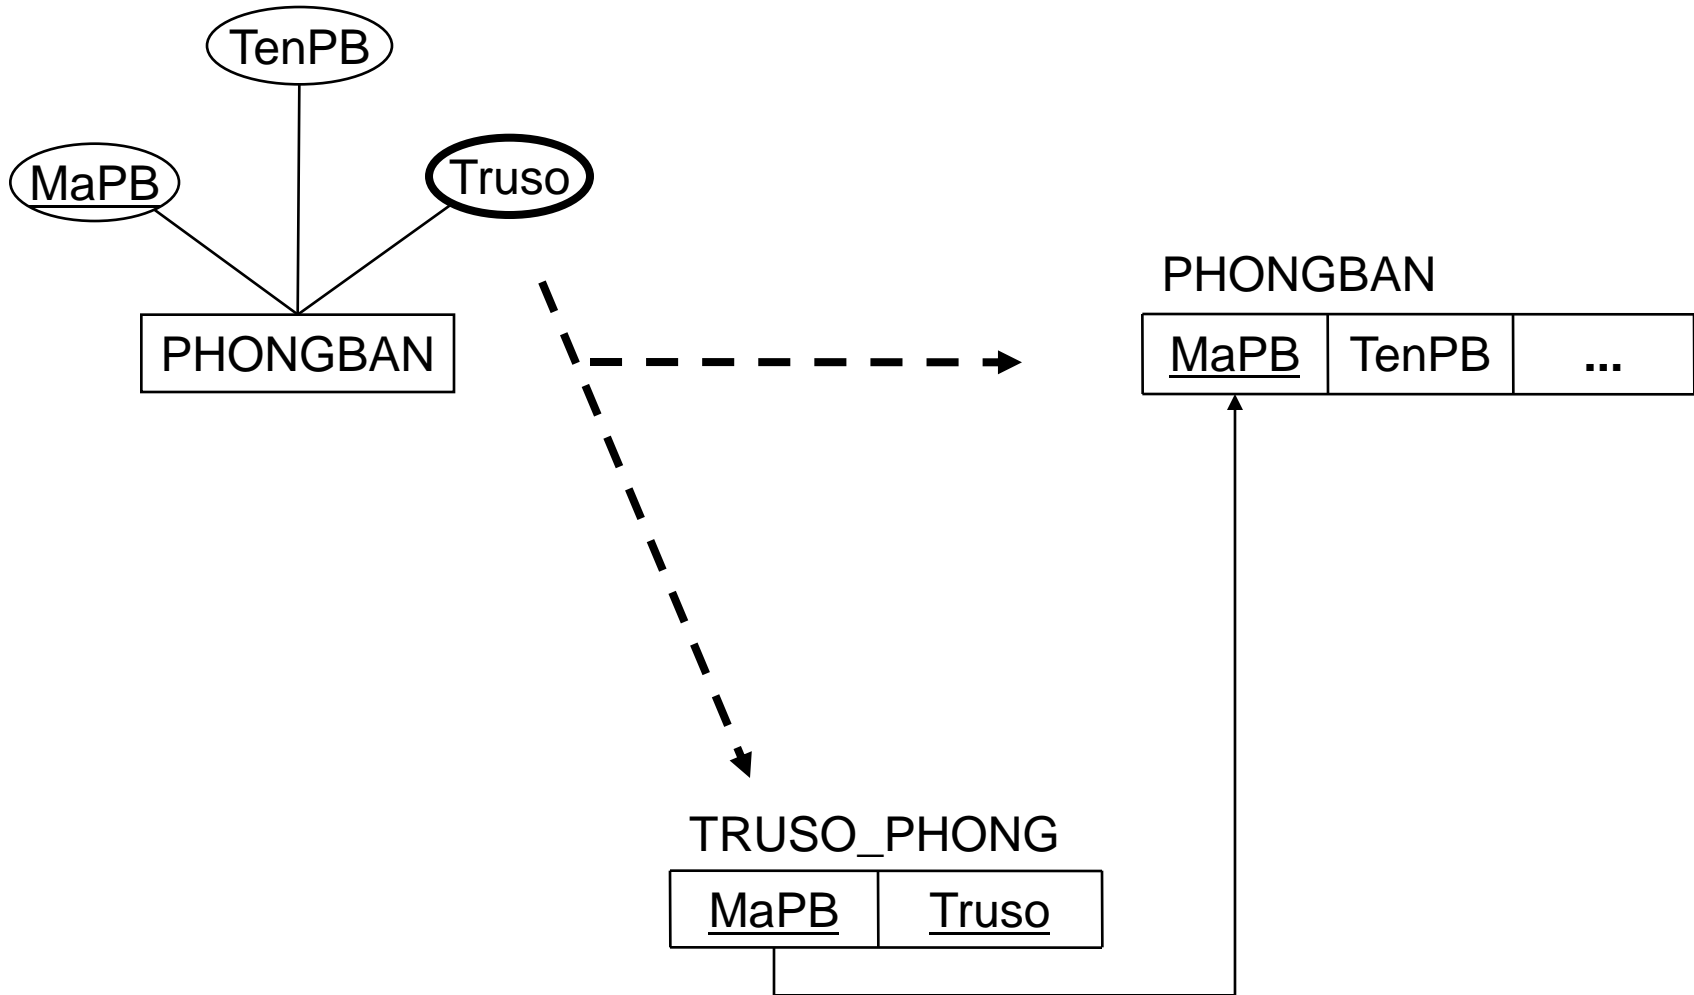 TenPB
MaPB
Truso
PHONGBAN
PHONGBAN
MaPB TenPB ...
TRUSO_PHONG
MaPB Truso